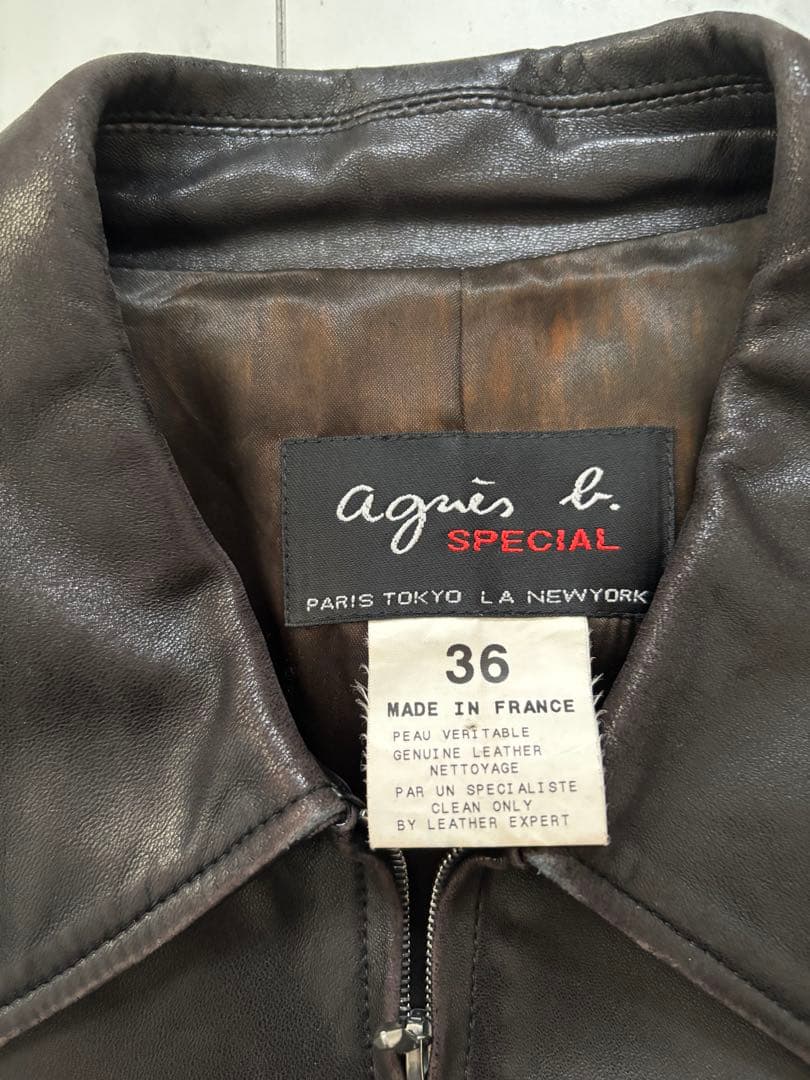 agnès b.
SPECIAL
PARIS TOKYO LA NEWYORK
36
MADE IN FRANCE
PEAU VERITABLE
GENUINE LEATHER
NETTOYAGE
PAR UN SPECIALISTE
CLEAN ONLY
BY LEATHER EXPERT